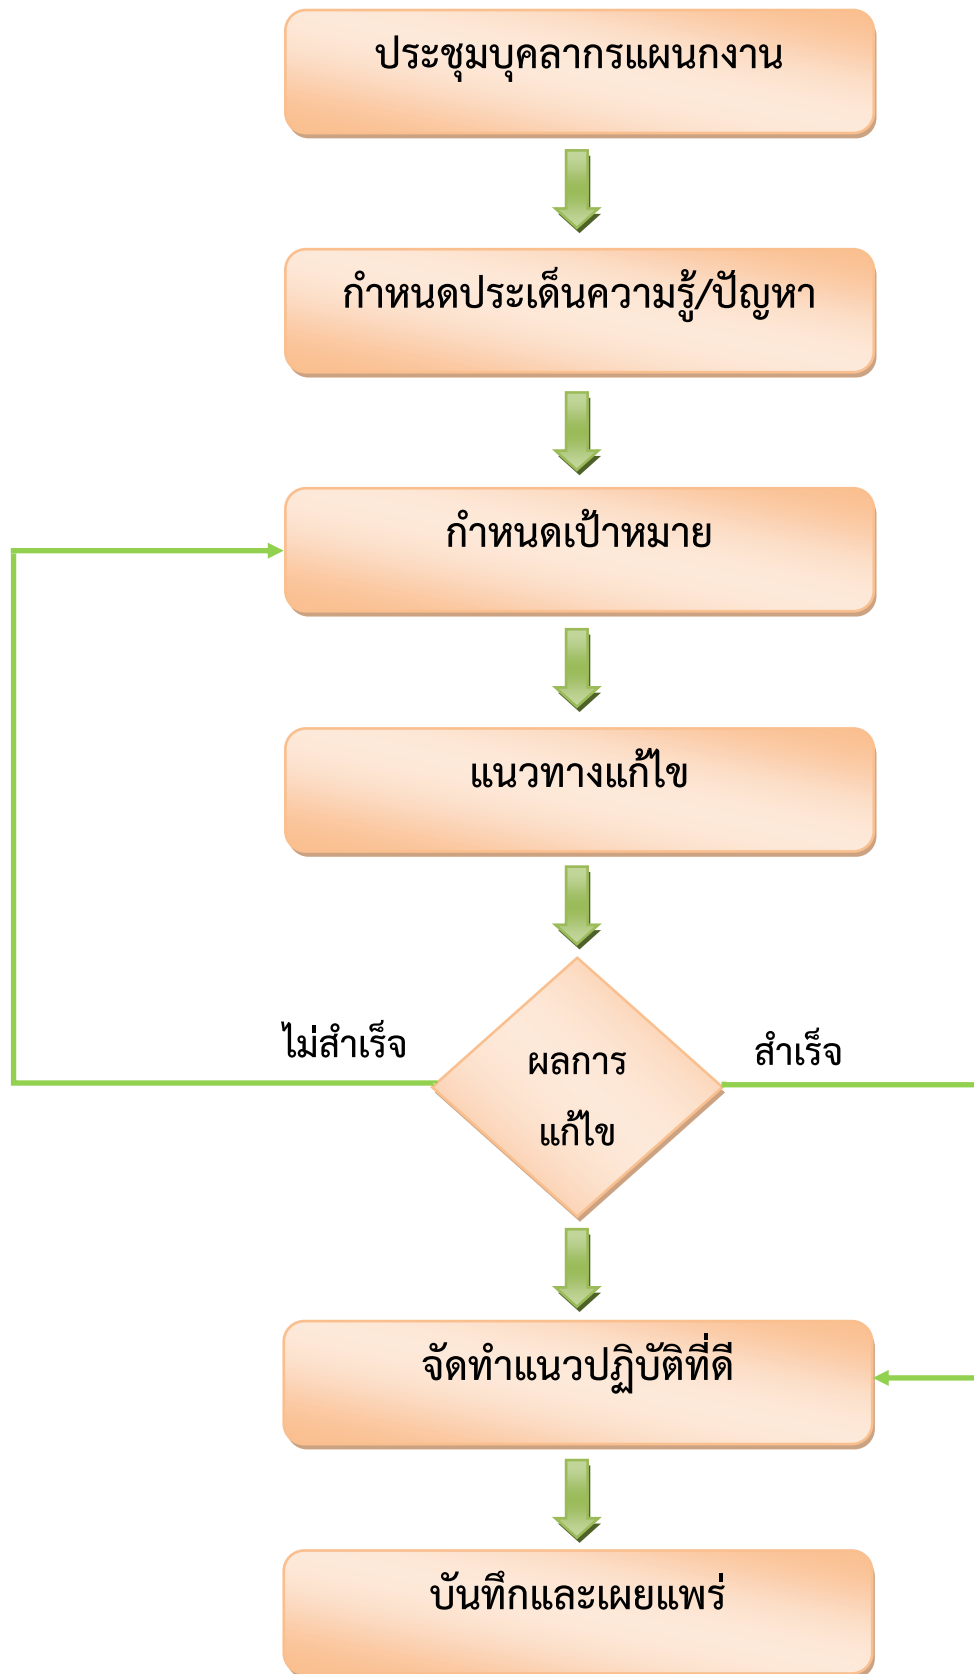 ประชุมบุคลากรแผนกงาน
กำหนดประเด็นความรู้/ปัญหา
กำหนดเป้าหมาย
แนวทางแก้ไข
ไม่สำเร็จ
ผลการ
แก้ไข
สำเร็จ
จัดทำแนวปฏิบัติที่ดี
บันทึกและเผยแพร่